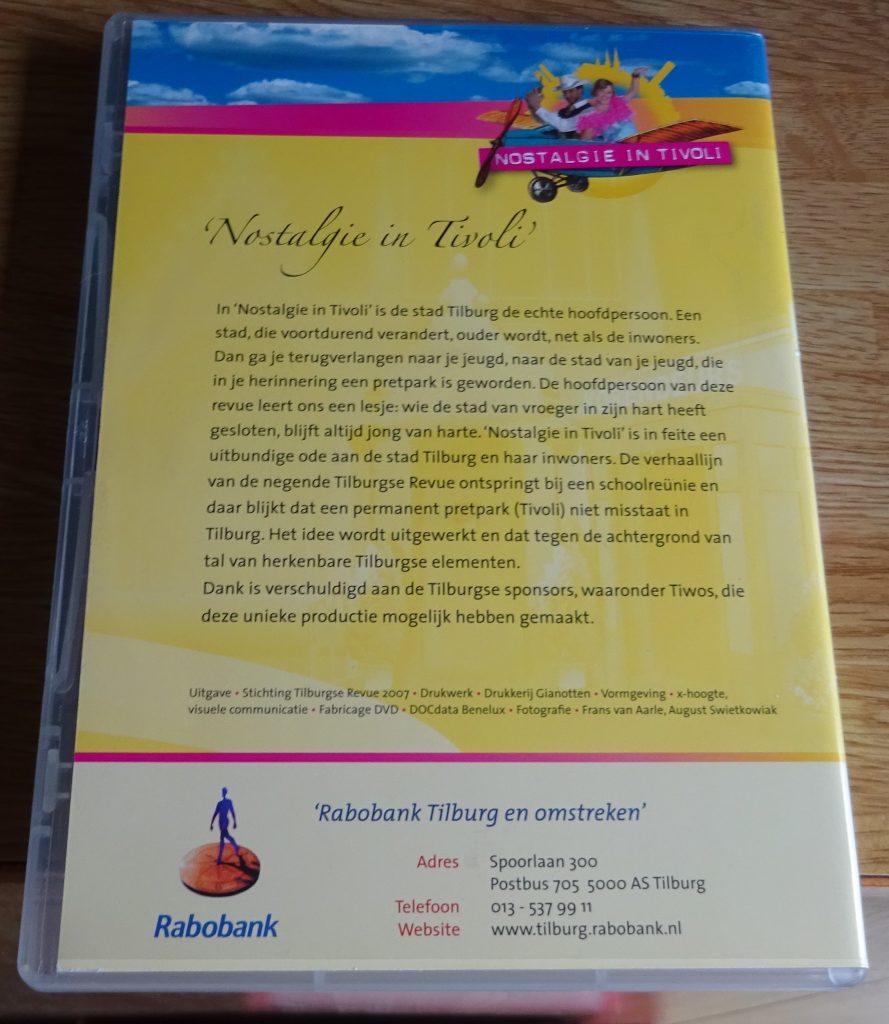 NOSTALGIE IN TIVOLI
‘Nostalgie in Tivoli’
In ‘Nostalgie in Tivoli’ is de stad Tilburg de echte hoofdpersoon. Een
stad, die voortdurend verandert, ouder wordt, net als de inwoners.
Dan ga je terugverlangen naar je jeugd, naar de stad van je jeugd, die
in je herinnering een pretpark is geworden. De hoofdpersoon van deze
revue leert ons een lesje: wie de stad van vroeger in zijn hart heeft
gesloten, blijft altijd jong van harte. ‘Nostalgie in Tivoli’ is in feite een
uitbundige ode aan de stad Tilburg en haar inwoners. De verhaallijn
van de negende Tilburgse Revue ontspringt bij een schoolreünie en
daar blijkt dat een permanent pretpark (Tivoli) niet misstaat in
Tilburg. Het idee wordt uitgewerkt en dat tegen de achtergrond van
tal van herkenbare Tilburgse elementen.
Dank is verschuldigd aan de Tilburgse sponsors, waaronder Tiwos, die
deze unieke productie mogelijk hebben gemaakt.
Uitgave • Stichting Tilburgse Revue 2007 • Drukwerk • Drukkerij Gianotten • Vormgeving • x-hoogte,
visuele communicatie • Fabricage DVD • DOCdata Benelux • Fotografie • Frans van Aarle, August Swietkowiak
‘Rabobank Tilburg en omstreken’
Adres Spoorlaan 300
Postbus 705 5000 AS Tilburg
Telefoon 013 - 537 99 11
Website www.tilburg.rabobank.nl
Rabobank